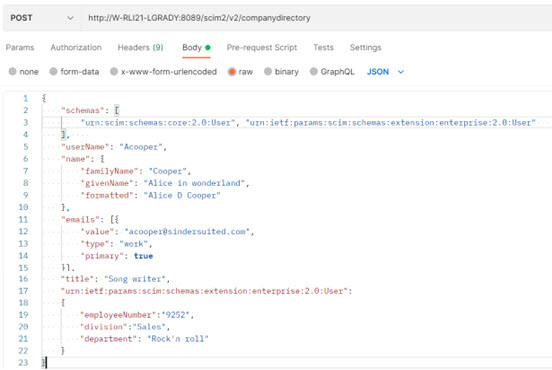 POST http://W-RLI21-LGRADY:8089/scim2/v2/companydirectory
Params Authorization Headers (9) Body Pre-request Script Tests Settings
none form-data x-www-form-urlencoded raw binary GraphQL JSON
1 {
2 "schemas": [
3 "urn:scim:schemas:core:2.0:User", "urn:ietf:params:scim:schemas:extension:enterprise:2.0:User"
4 ],
5 "userName": "Acooper",
6 "name": {
7 "familyName": "Cooper",
8 "givenName": "Alice in wonderland",
9 "formatted": "Alice D Cooper"
10 },
11 "emails": [{
12 "value": "acooper@sindersuited.com",
13 "type": "work",
14 "primary": true
15 }],
16 "title": "Song writer",
17 "urn:ietf:params:scim:schemas:extension:enterprise:2.0:User":
18 {
19 "employeeNumber":"9252",
20 "division":"Sales",
21 "department": "Rock'n roll"
22 }
23 }